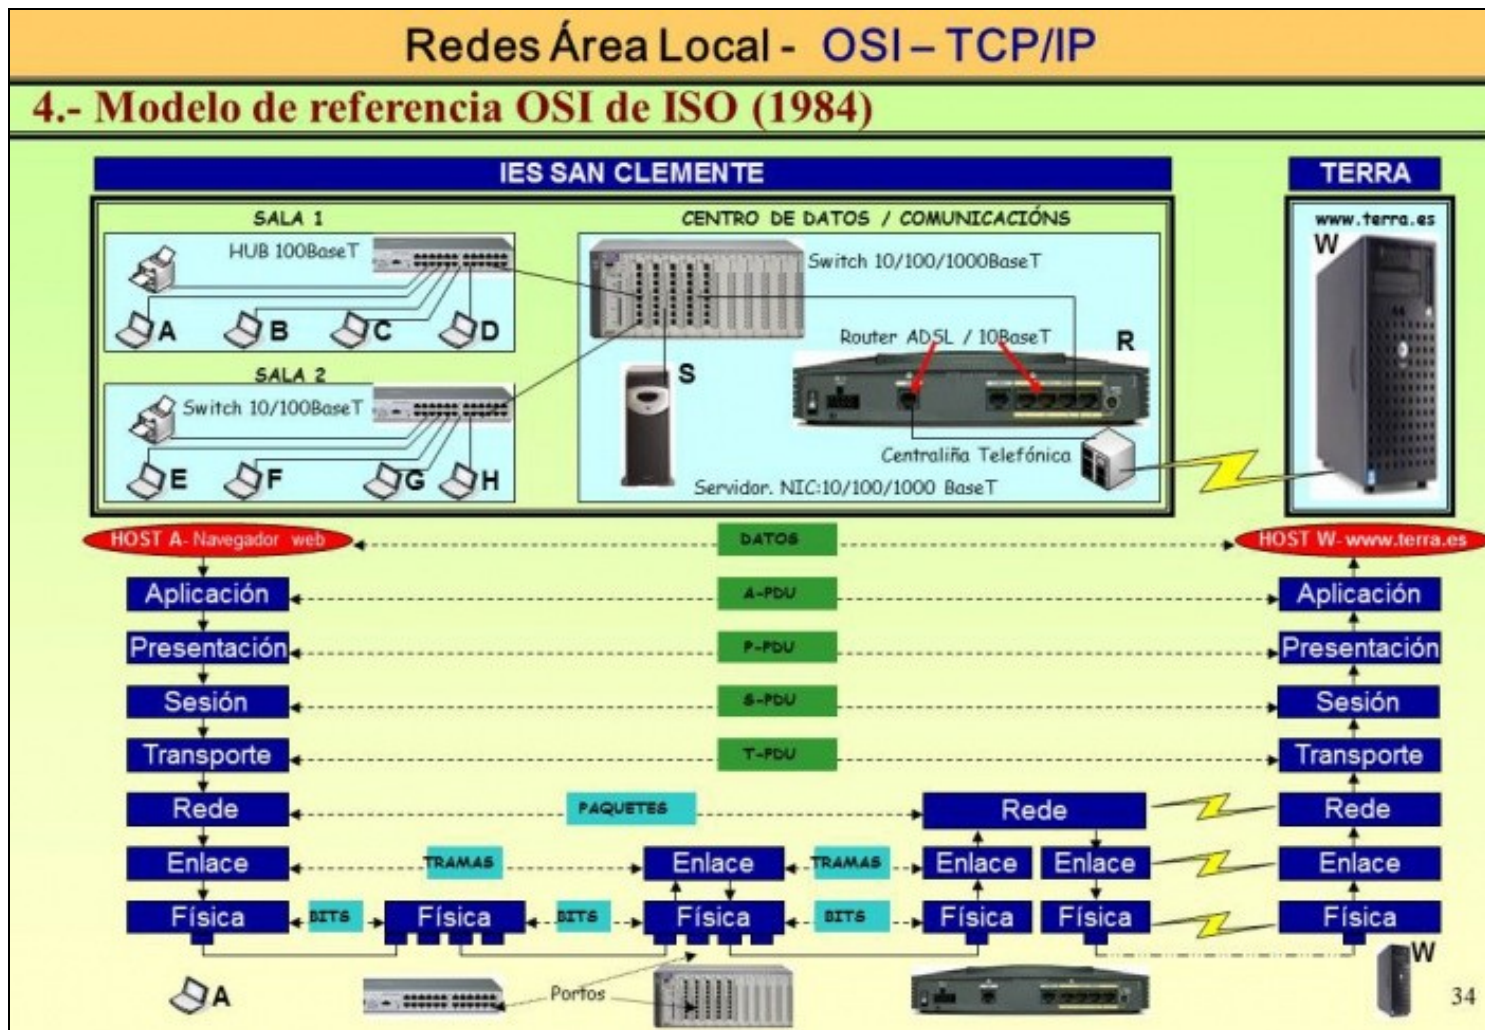 Redes Área Local - OSI – TCP/IP
4.- Modelo de referencia OSI de ISO (1984)
IES SAN CLEMENTE
TERRA
SALA 1
HUB 100BaseT
A
B
C
D
SALA 2
Switch 10/100BaseT
E
F
G
H
CENTRO DE DATOS / COMUNICACIÓNS
Switch 10/100/1000BaseT
Router ADSL / 10BaseT
R
S
Centraliña Telefónica
Servidor. NIC:10/100/1000 BaseT
www.terra.es
W
HOST A- Navegador web
DATOS
HOST W- www.terra.es
Aplicación
A-PDU
Aplicación
Presentación
P-PDU
Presentación
Sesión
S-PDU
Sesión
Transporte
T-PDU
Transporte
Rede
PAQUETES
Rede
Rede
Enlace
TRAMAS
Enlace
TRAMAS
Enlace
Enlace
Enlace
Física
BITS
Física
BITS
Física
BITS
Física
Física
Física
A
Portos
W
34